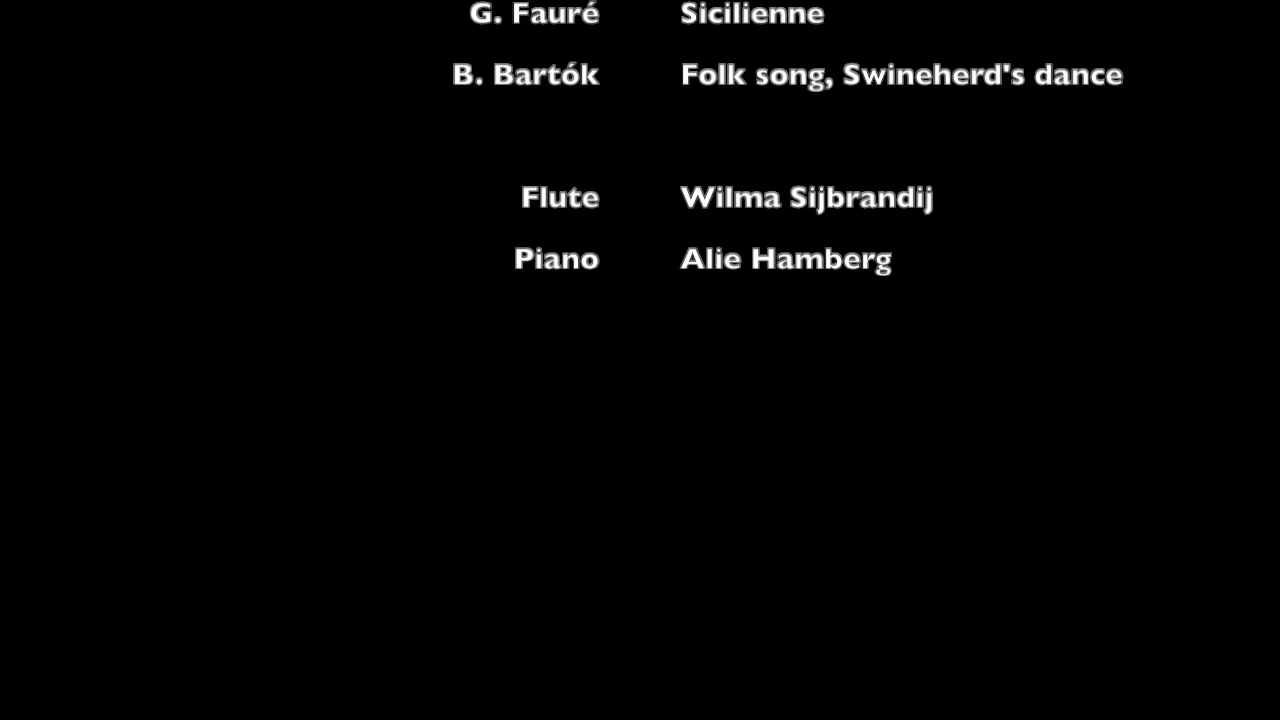 G. Fauré Sicilienne
B. Bartók Folk song, Swineherd's dance
Flute Wilma Sijbrandij
Piano Alie Hamberg